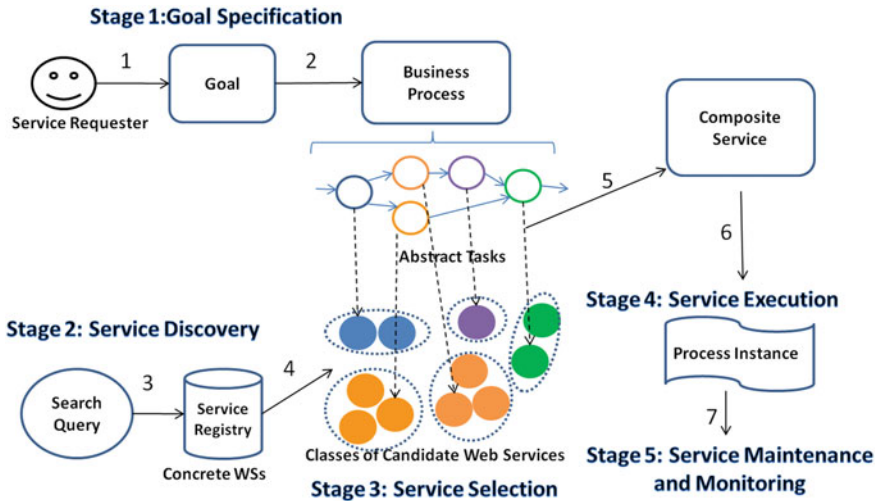 Stage 1:Goal Specification
1
2
Goal
Business
Process
Service Requester
Composite
Service
5
Abstract Tasks
6
Stage 4: Service Execution
Stage 2: Service Discovery
Process Instance
3
4
Search
Query
Service
Registry
7
Concrete WSs
Classes of Candidate Web Services
Stage 3: Service Selection
Stage 5: Service Maintenance
and Monitoring